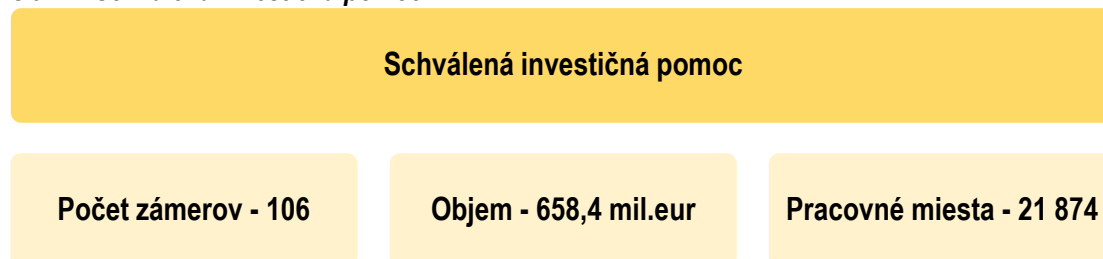 Schválená investičná pomoc
Počet zámerov - 106
Objem - 658,4 mil.eur
Pracovné miesta - 21 874